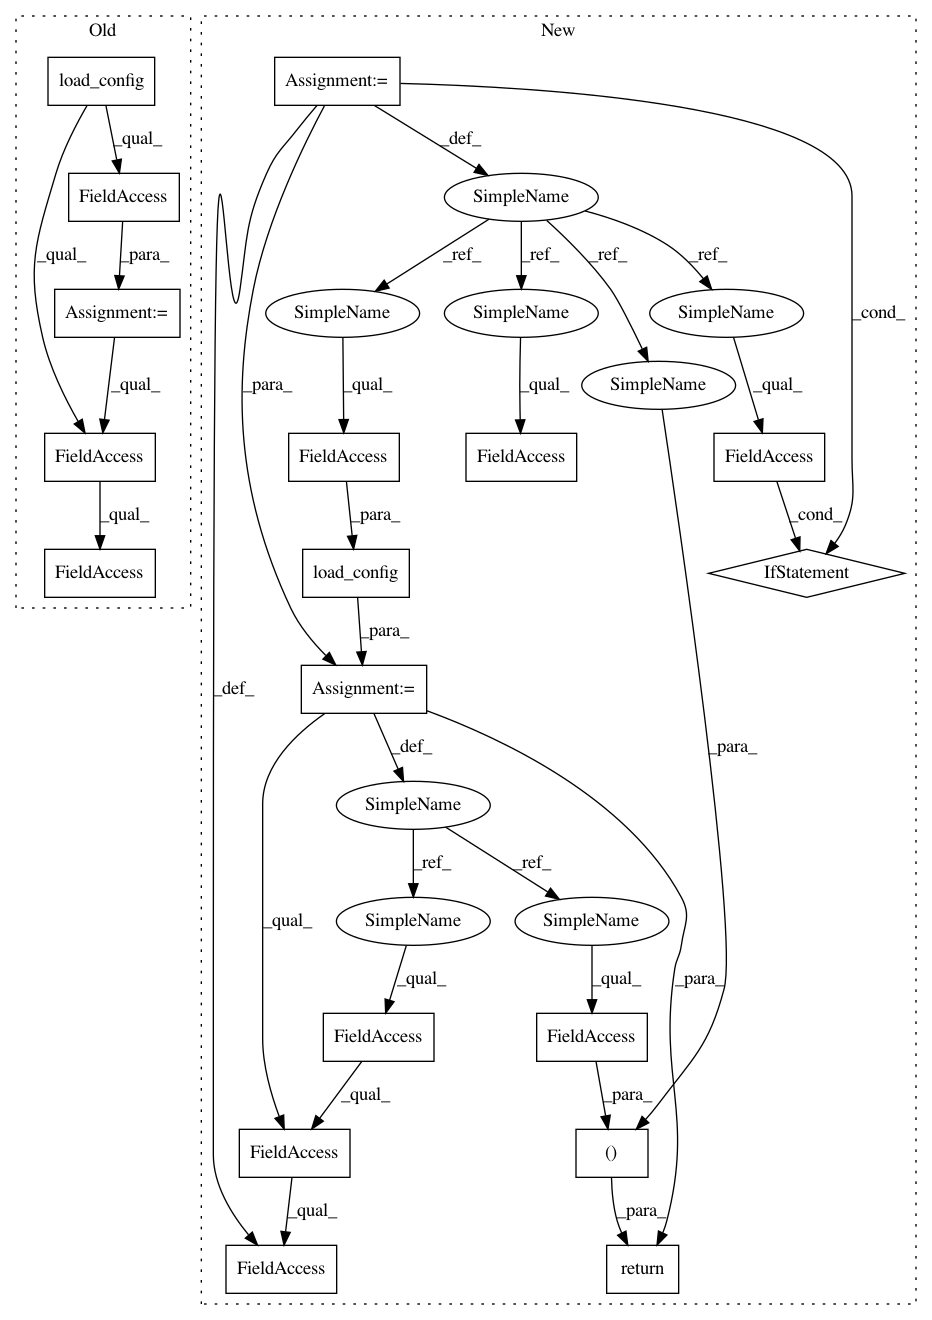 Old
New
load_config
Assignment:=
_qual_
_def_
FieldAccess
SimpleName
_qual_
_para_
_ref_
_ref_
_ref_
_ref_
Assignment:=
SimpleName
SimpleName
SimpleName
_cond_
_qual_
_para_
SimpleName
_qual_
_qual_
_qual_
FieldAccess
FieldAccess
FieldAccess
FieldAccess
_qual_
_para_
_cond_
FieldAccess
load_config
IfStatement
_para_
_def_
Assignment:=
_def_
_para_
SimpleName
_ref_
_ref_
_qual_
SimpleName
SimpleName
_qual_
_qual_
_para_
FieldAccess
FieldAccess
_qual_
_para_
FieldAccess
()
_qual_
_para_
FieldAccess
return